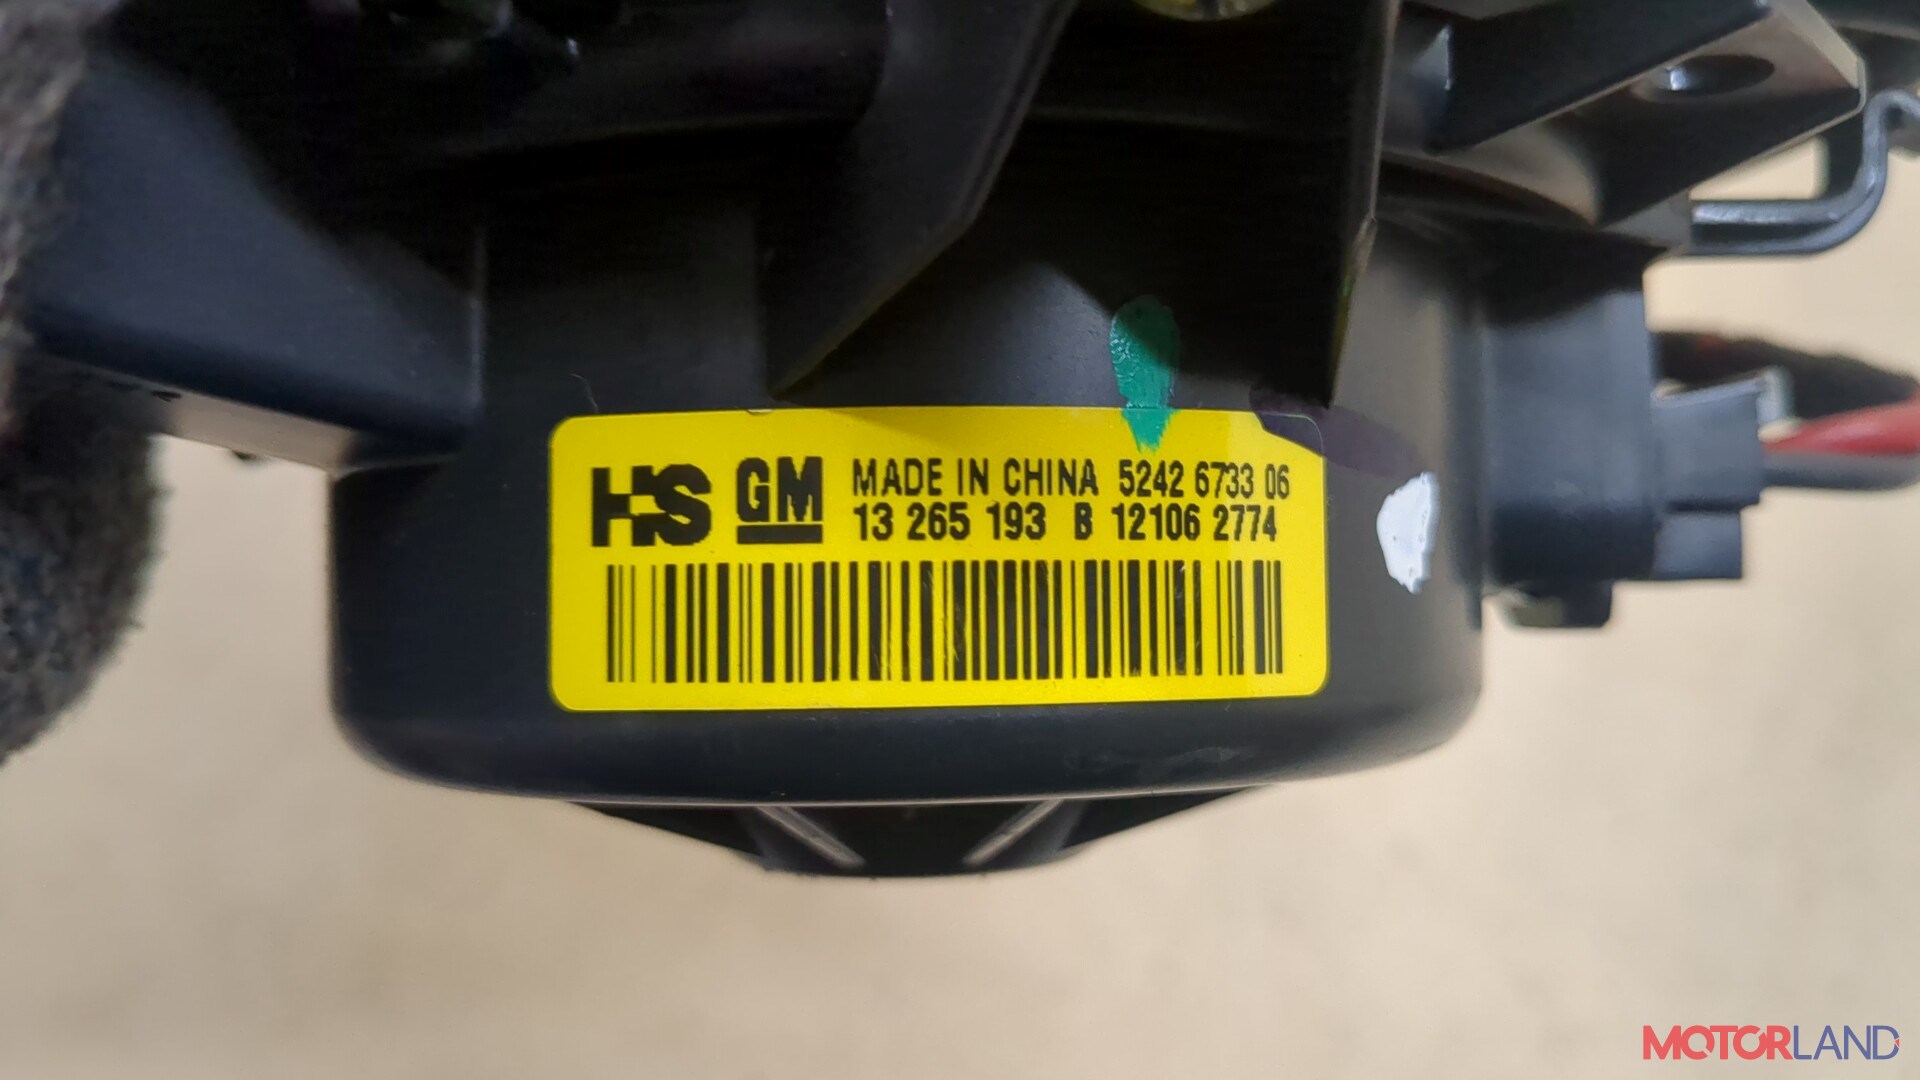 HS GM MADE IN CHINA 5242 6733 06
13 265 193 B 12106 2774
MOTORLAND